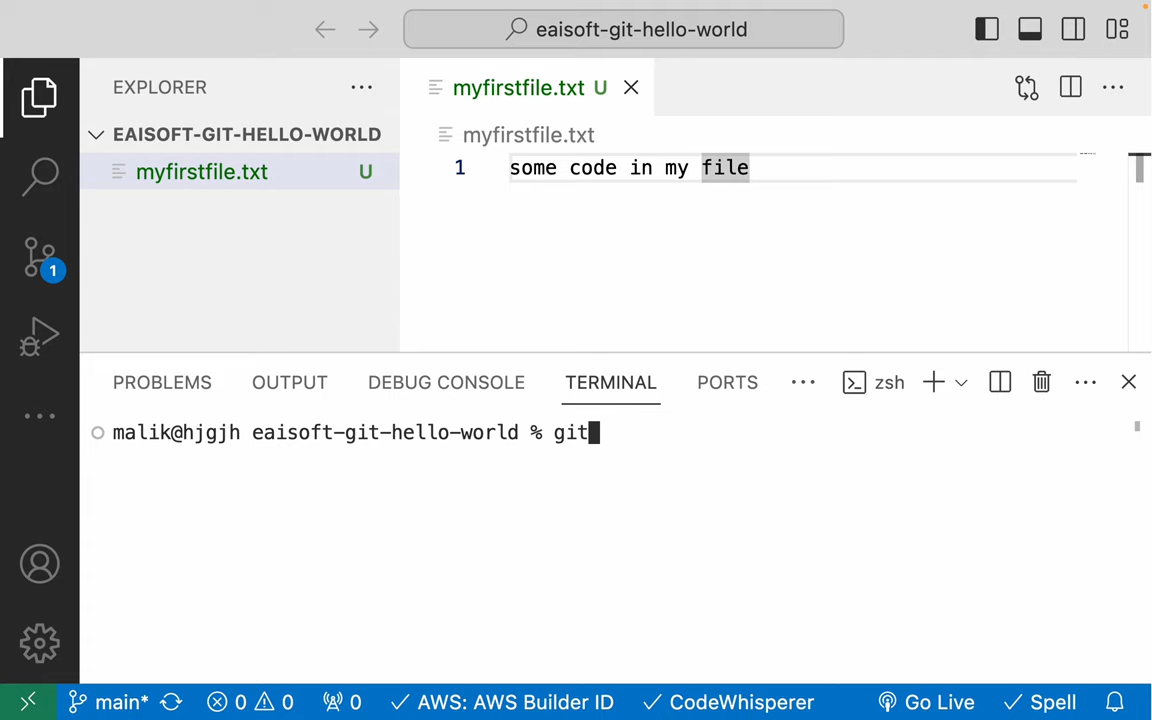 eaisoft-git-hello-world
EXPLORER
myfirstfile.txt U
EAISOFT-GIT-HELLO-WORLD
myfirstfile.txt
myfirstfile.txt U
1 some code in my file
1
PROBLEMS OUTPUT DEBUG CONSOLE TERMINAL PORTS zsh
malik@hjgjh eaisoft-git-hello-world % git
main* 0 0 0 AWS: AWS Builder ID CodeWhisperer Go Live Spell